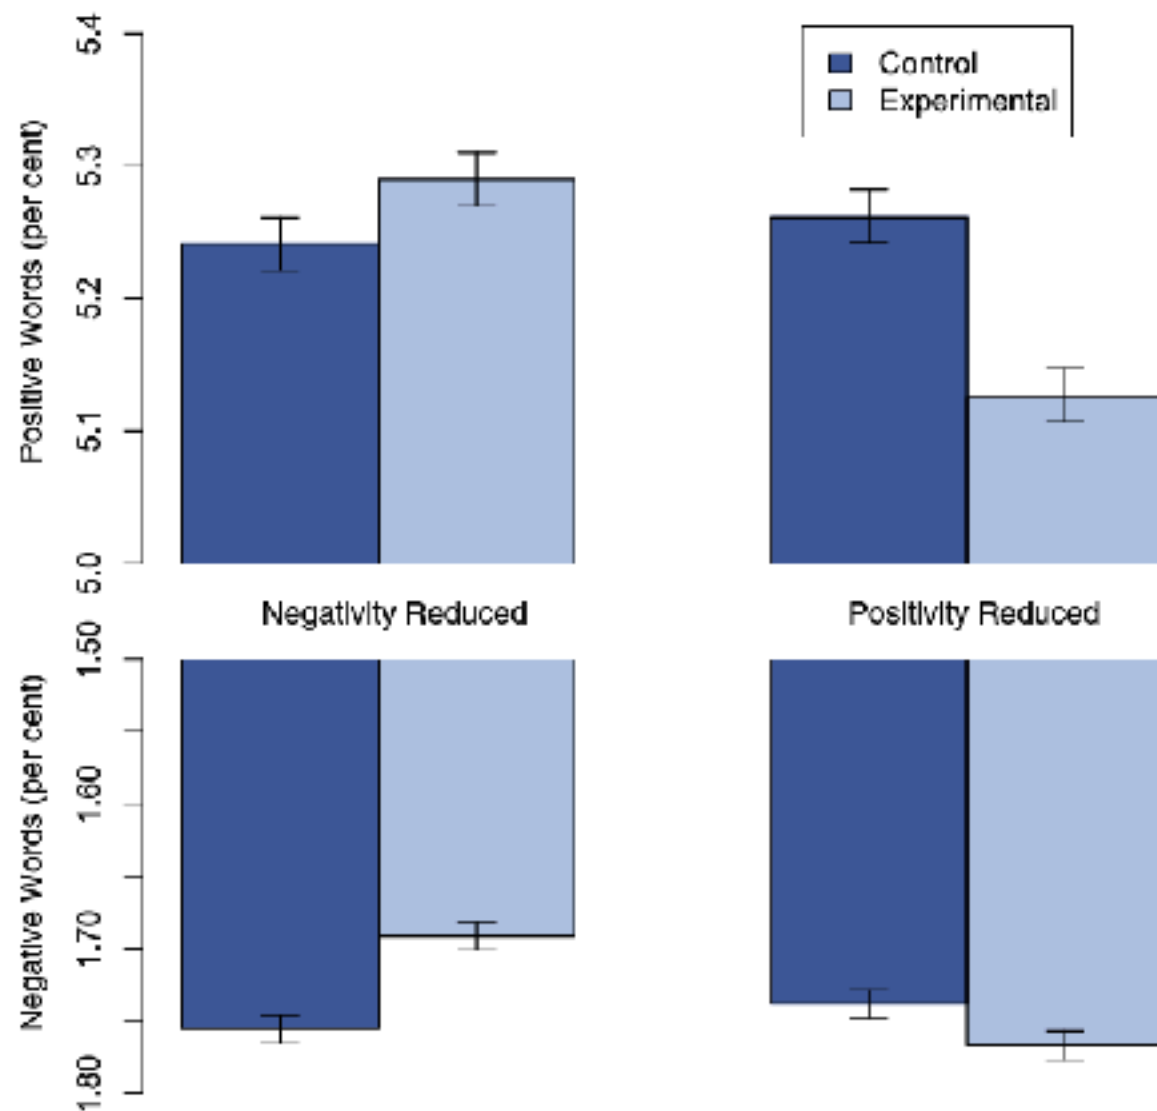 Control
Experimental
Positive Words (per cent)
5.4
5.3
5.2
5.1
5.0
Negativity Reduced
Positivity Reduced
Negative Words (per cent)
1.50
1.60
1.70
1.80